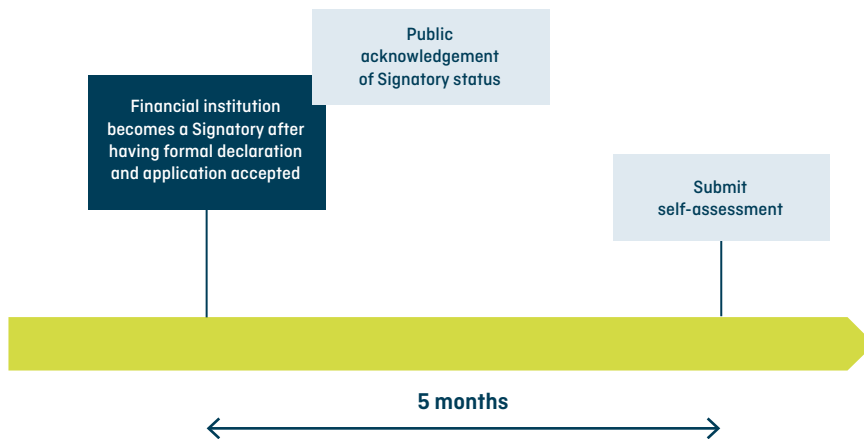 Public
acknowledgement
of Signatory status
Financial institution
becomes a Signatory after
having formal declaration
and application accepted
Submit
self-assessment
5 months